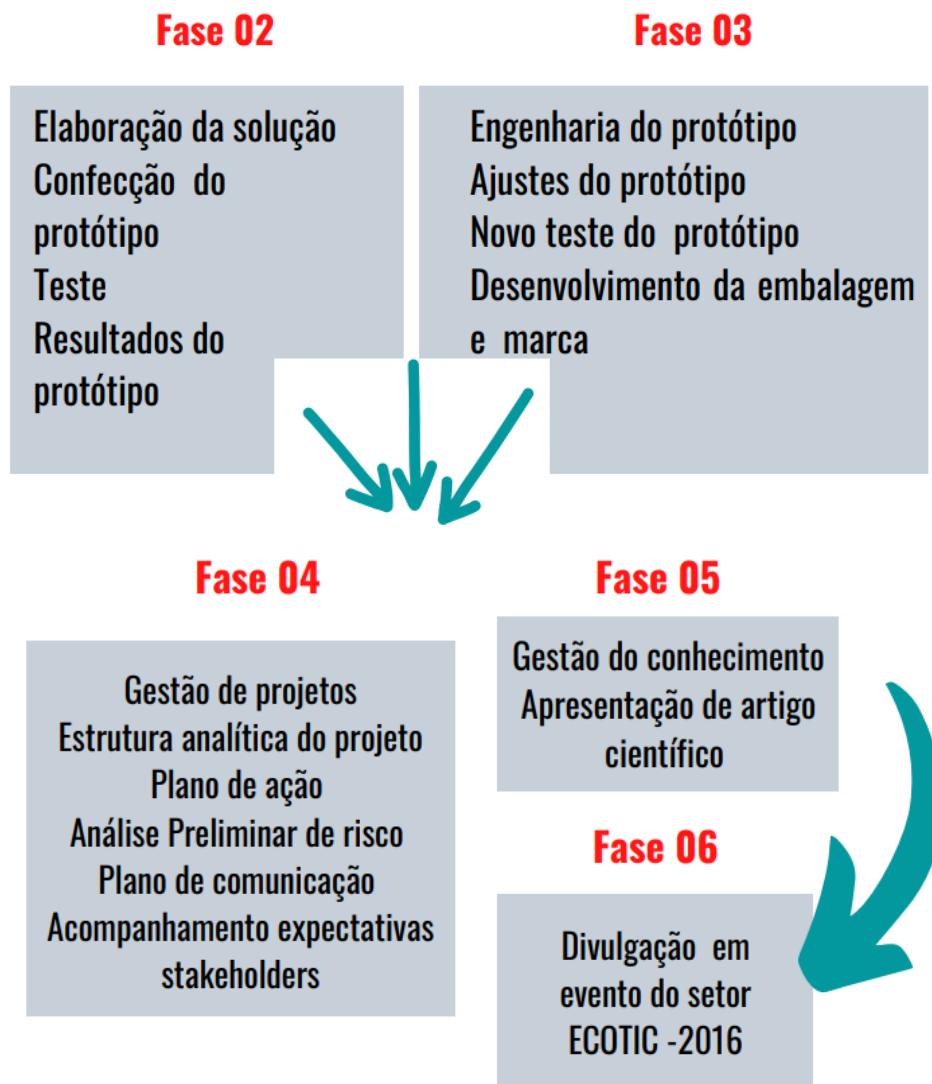 Fase 02
Elaboração da solução
Confecção do
protótipo
Teste
Resultados do
protótipo
Fase 03
Engenharia do protótipo
Ajustes do protótipo
Novo teste do protótipo
Desenvolvimento da embalagem
e marca
Fase 04
Gestão de projetos
Estrutura analítica do projeto
Plano de ação
Análise Preliminar de risco
Plano de comunicação
Acompanhamento expectativas
stakeholders
Fase 05
Gestão do conhecimento
Apresentação de artigo
científico
Fase 06
Divulgação em
evento do setor
ECOTIC -2016